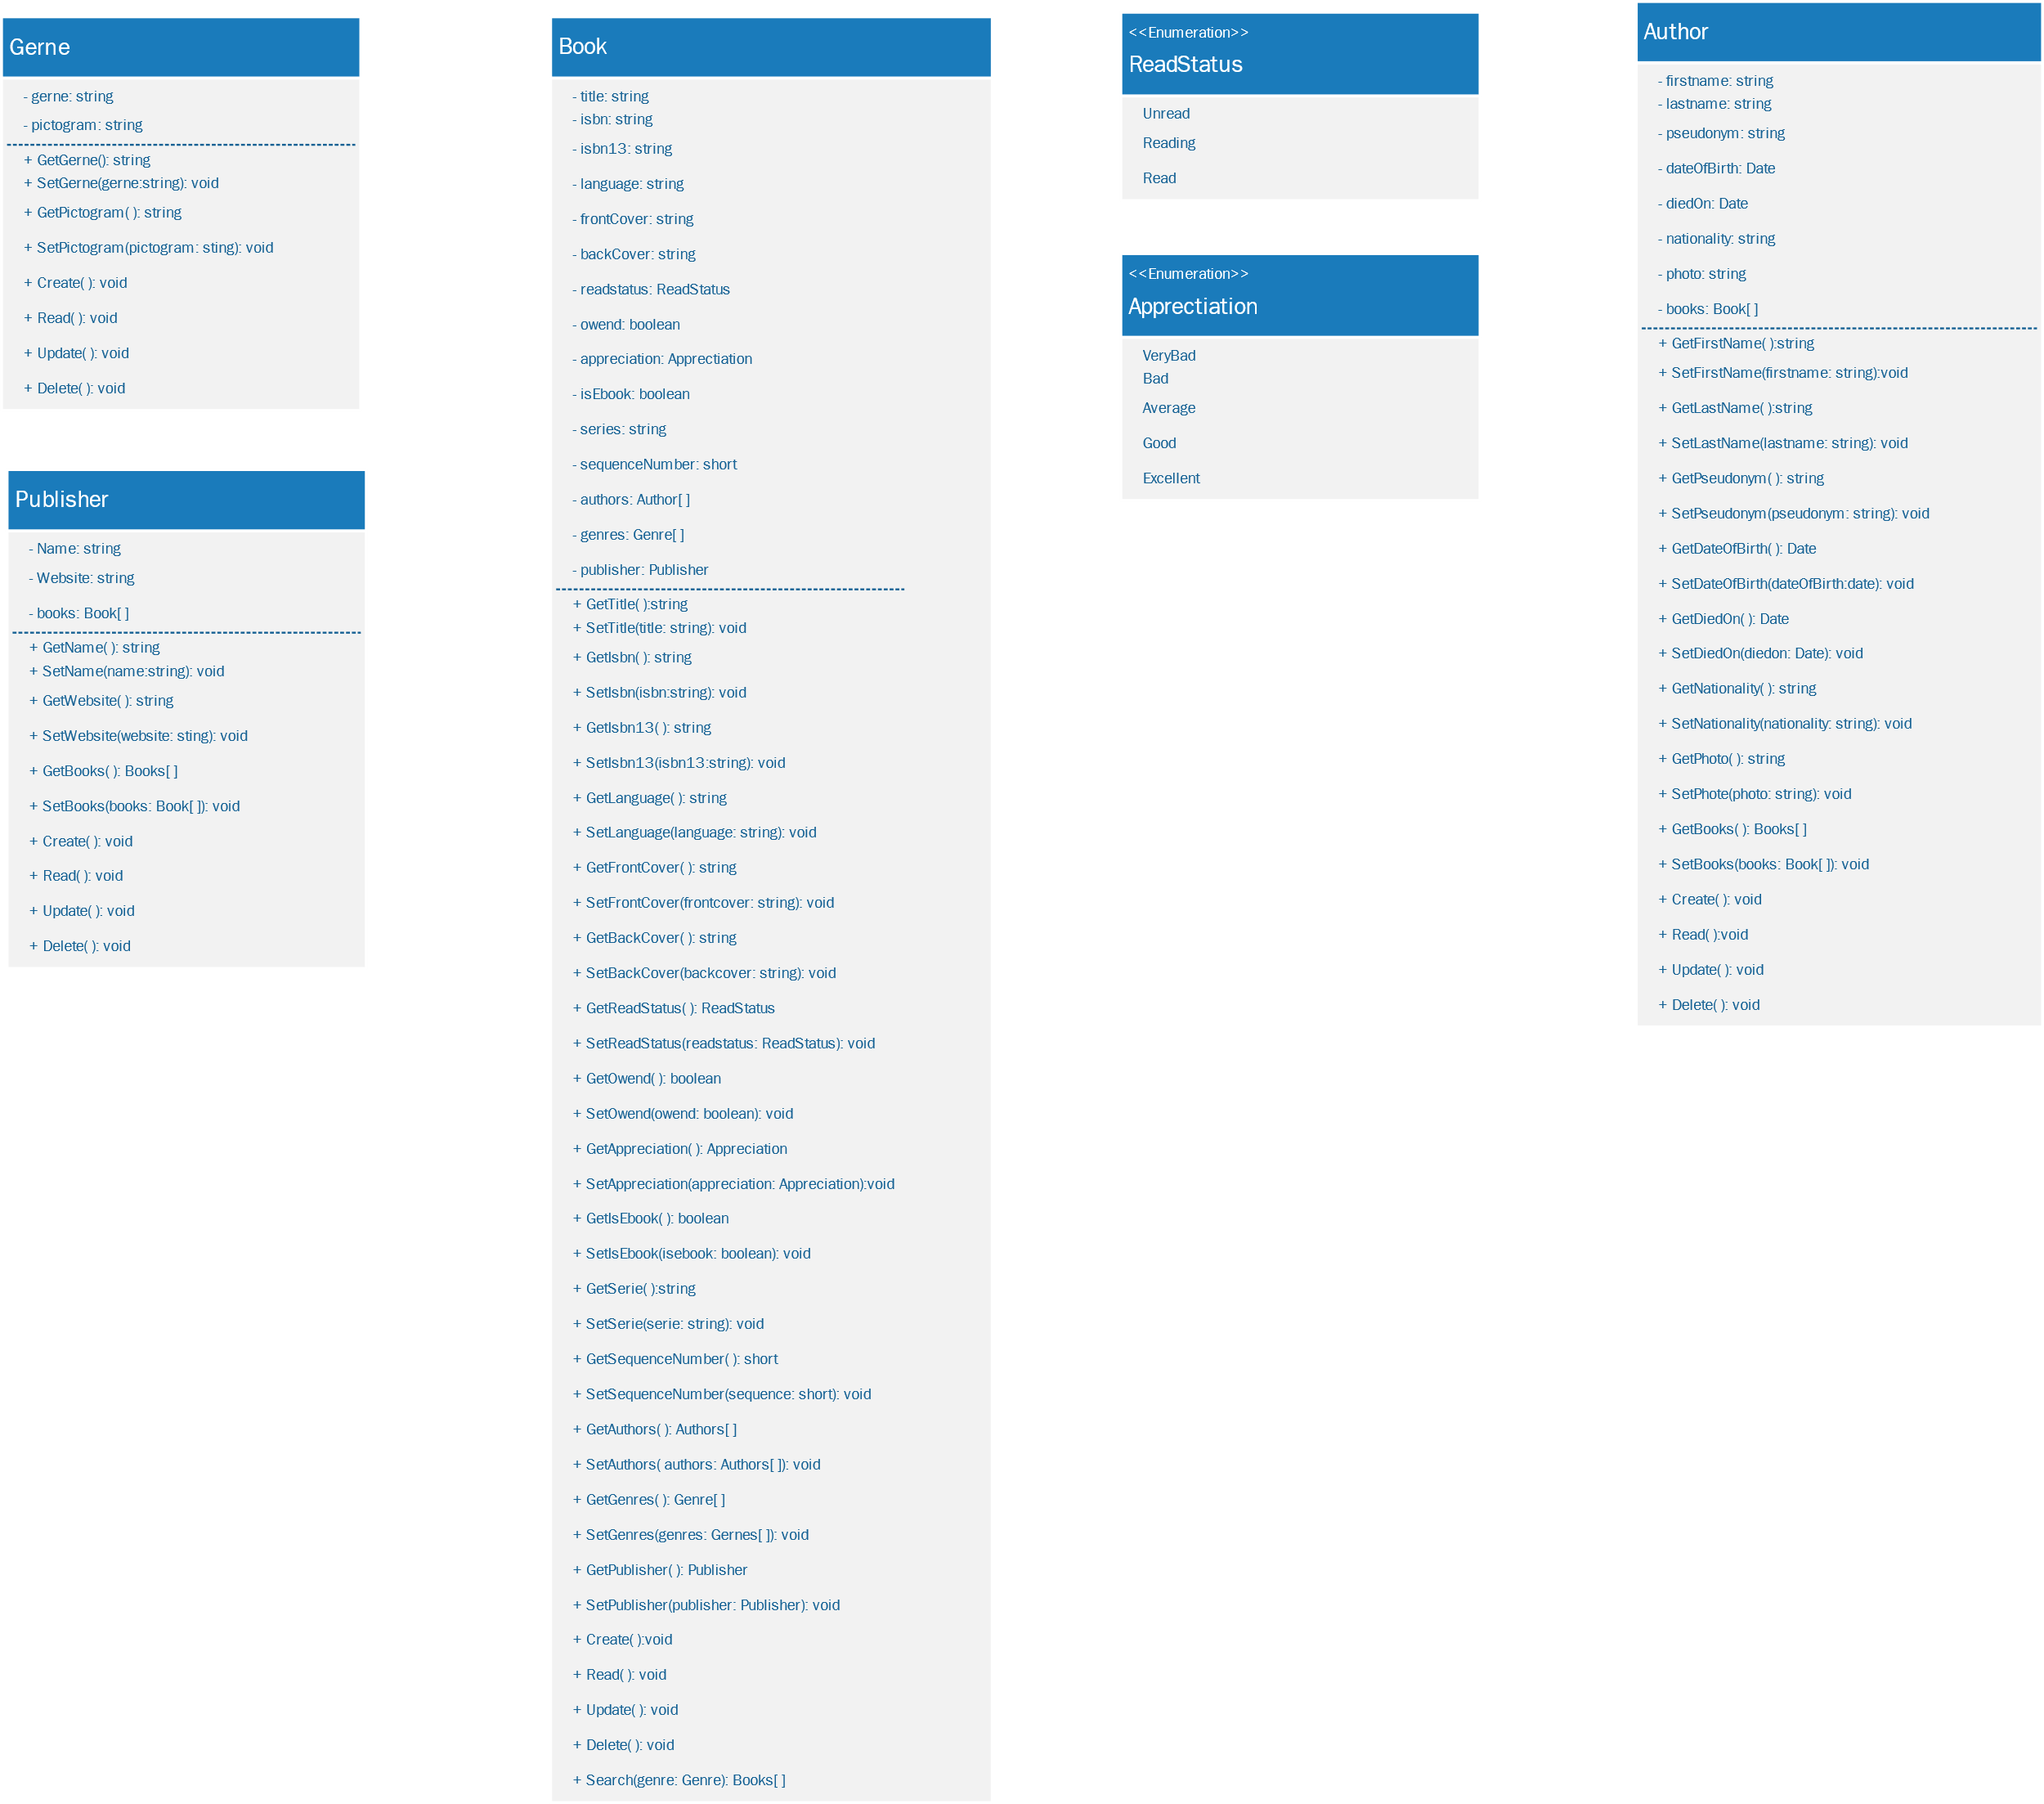 Gerne
- gerne: string
- pictogram: string
+ GetGerne(): string
+ SetGerne(gerne:string): void
+ GetPictogram( ): string
+ SetPictogram(pictogram: sting): void
+ Create( ): void
+ Read( ): void
+ Update( ): void
+ Delete( ): void
Publisher
- Name: string
- Website: string
- books: Book[ ]
+ GetName( ): string
+ SetName(name:string): void
+ GetWebsite( ): string
+ SetWebsite(website: sting): void
+ GetBooks( ): Books[ ]
+ SetBooks(books: Book[ ]): void
+ Create( ): void
+ Read( ): void
+ Update( ): void
+ Delete( ): void
Book
- title: string
- isbn: string
- isbn13: string
- language: string
- frontCover: string
- backCover: string
- readstatus: ReadStatus
- owend: boolean
- appreciation: Apprectiation
- isEbook: boolean
- series: string
- sequenceNumber: short
- authors: Author[ ]
- genres: Genre[ ]
- publisher: Publisher
+ GetTitle( ):string
+ SetTitle(title: string): void
+ GetIsbn( ): string
+ SetIsbn(isbn:string): void
+ GetIsbn13( ): string
+ SetIsbn13(isbn13:string): void
+ GetLanguage( ): string
+ SetLanguage(language: string): void
+ GetFrontCover( ): string
+ SetFrontCover(frontcover: string): void
+ GetBackCover( ): string
+ SetBackCover(backcover: string): void
+ GetReadStatus( ): ReadStatus
+ SetReadStatus(readstatus: ReadStatus): void
+ GetOwend( ): boolean
+ SetOwend(owend: boolean): void
+ GetAppreciation( ): Appreciation
+ SetAppreciation(appreciation: Appreciation):void
+ GetIsEbook( ): boolean
+ SetIsEbook(isebook: boolean): void
+ GetSerie( ):string
+ SetSerie(serie: string): void
+ GetSequenceNumber( ): short
+ SetSequenceNumber(sequence: short): void
+ GetAuthors( ): Authors[ ]
+ SetAuthors( authors: Authors[ ]): void
+ GetGenres( ): Genre[ ]
+ SetGenres(genres: Gernes[ ]): void
+ GetPublisher( ): Publisher
+ SetPublisher(publisher: Publisher): void
+ Create( ):void
+ Read( ): void
+ Update( ): void
+ Delete( ): void
+ Search(genre: Genre): Books[ ]
<<Enumeration>>
ReadStatus
Unread
Reading
Read
<<Enumeration>>
Apprectiation
VeryBad
Bad
Average
Good
Excellent
Author
- firstname: string
- lastname: string
- pseudonym: string
- dateOfBirth: Date
- diedOn: Date
- nationality: string
- photo: string
- books: Book[ ]
+ GetFirstName( ):string
+ SetFirstName(firstname: string):void
+ GetLastName( ):string
+ SetLastName(lastname: string): void
+ GetPseudonym( ): string
+ SetPseudonym(pseudonym: string): void
+ GetDateOfBirth( ): Date
+ SetDateOfBirth(dateOfBirth:date): void
+ GetDiedOn( ): Date
+ SetDiedOn(diedon: Date): void
+ GetNationality( ): string
+ SetNationality(nationality: string): void
+ GetPhoto( ): string
+ SetPhote(photo: string): void
+ GetBooks( ): Books[ ]
+ SetBooks(books: Book[ ]): void
+ Create( ): void
+ Read( ):void
+ Update( ): void
+ Delete( ): void